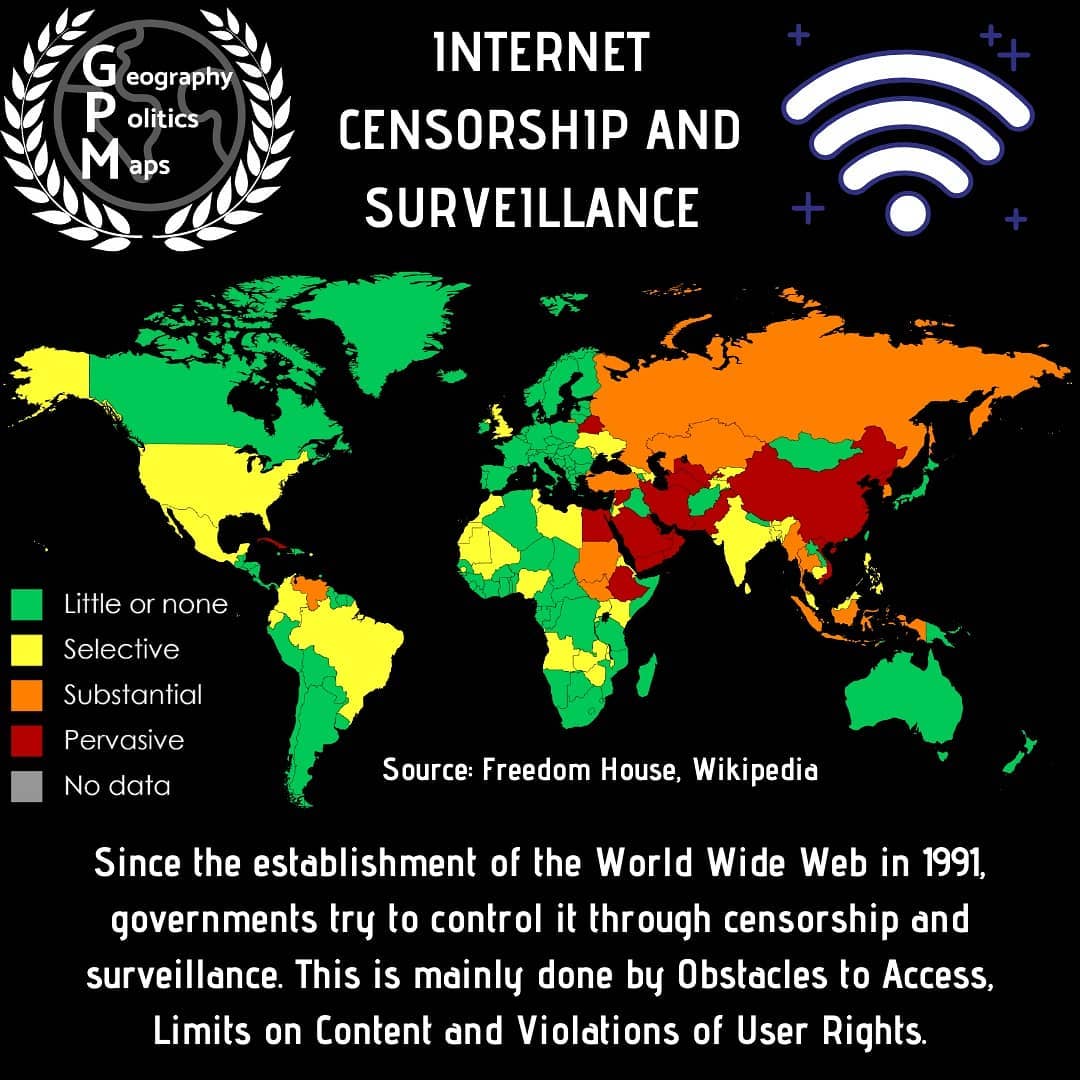 Geography
Politics
Maps
INTERNET
CENSORSHIP AND
SURVEILLANCE
Little or none
Selective
Substantial
Pervasive
No data
Source: Freedom House, Wikipedia
Since the establishment of the World Wide Web in 1991,
governments try to control it through censorship and
surveillance. This is mainly done by Obstacles to Access,
Limits on Content and Violations of User Rights.